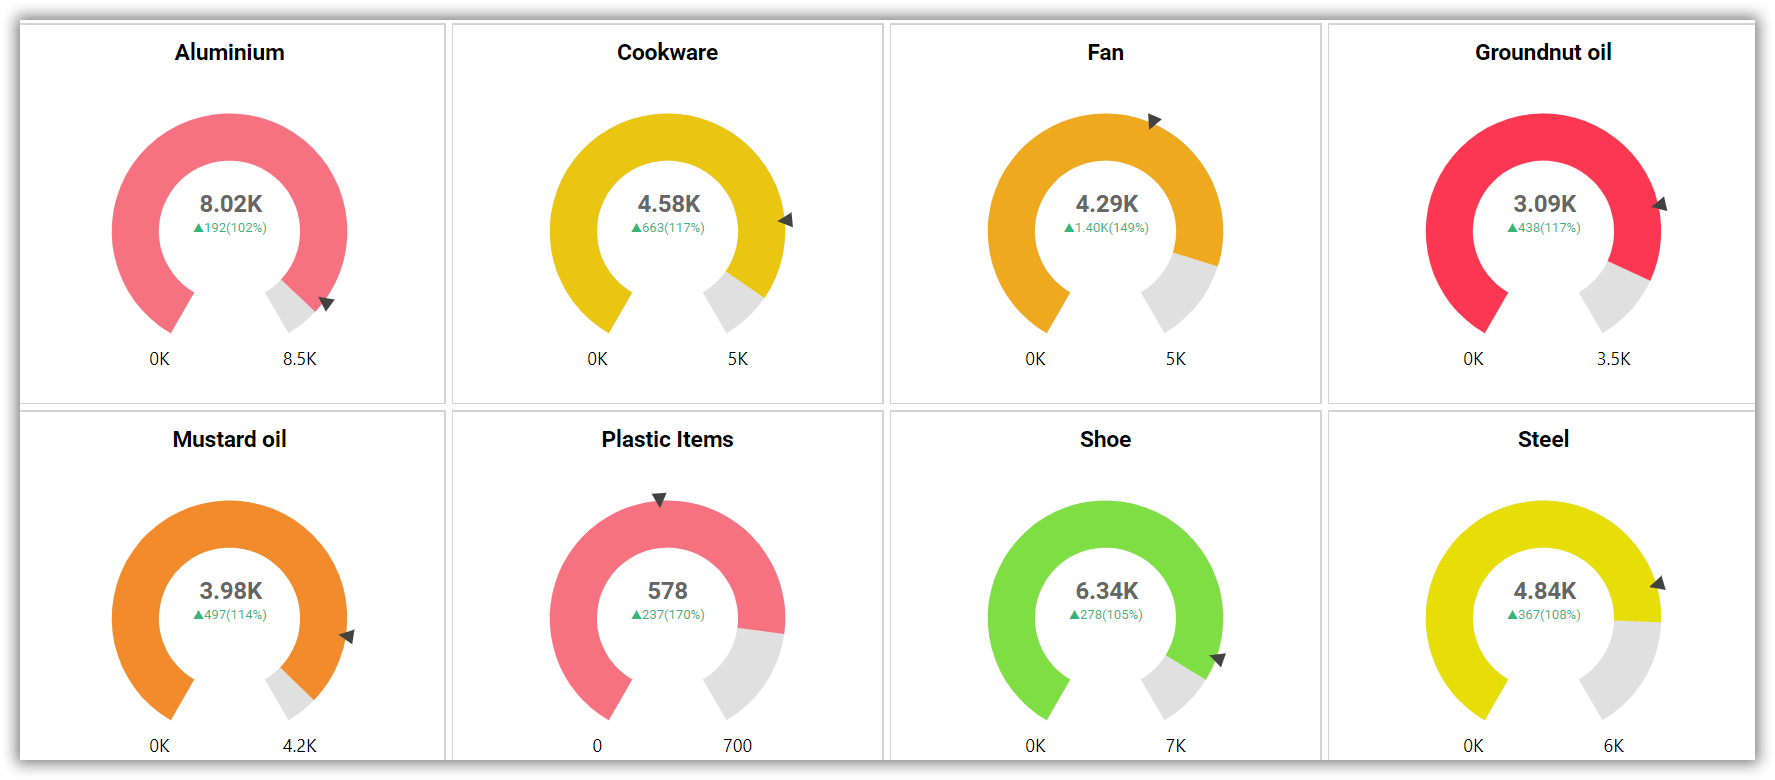 Aluminium
8.02K
▲192(102%)
0K 8.5K
Cookware
4.58K
▲663(117%)
0K 5K
Fan
4.29K
▲1.40K(149%)
0K 5K
Groundnut oil
3.09K
▲438(117%)
0K 3.5K
Mustard oil
3.98K
▲497(114%)
0K 4.2K
Plastic Items
578
▲237(170%)
0 700
Shoe
6.34K
▲278(105%)
0K 7K
Steel
4.84K
▲367(108%)
0K 6K